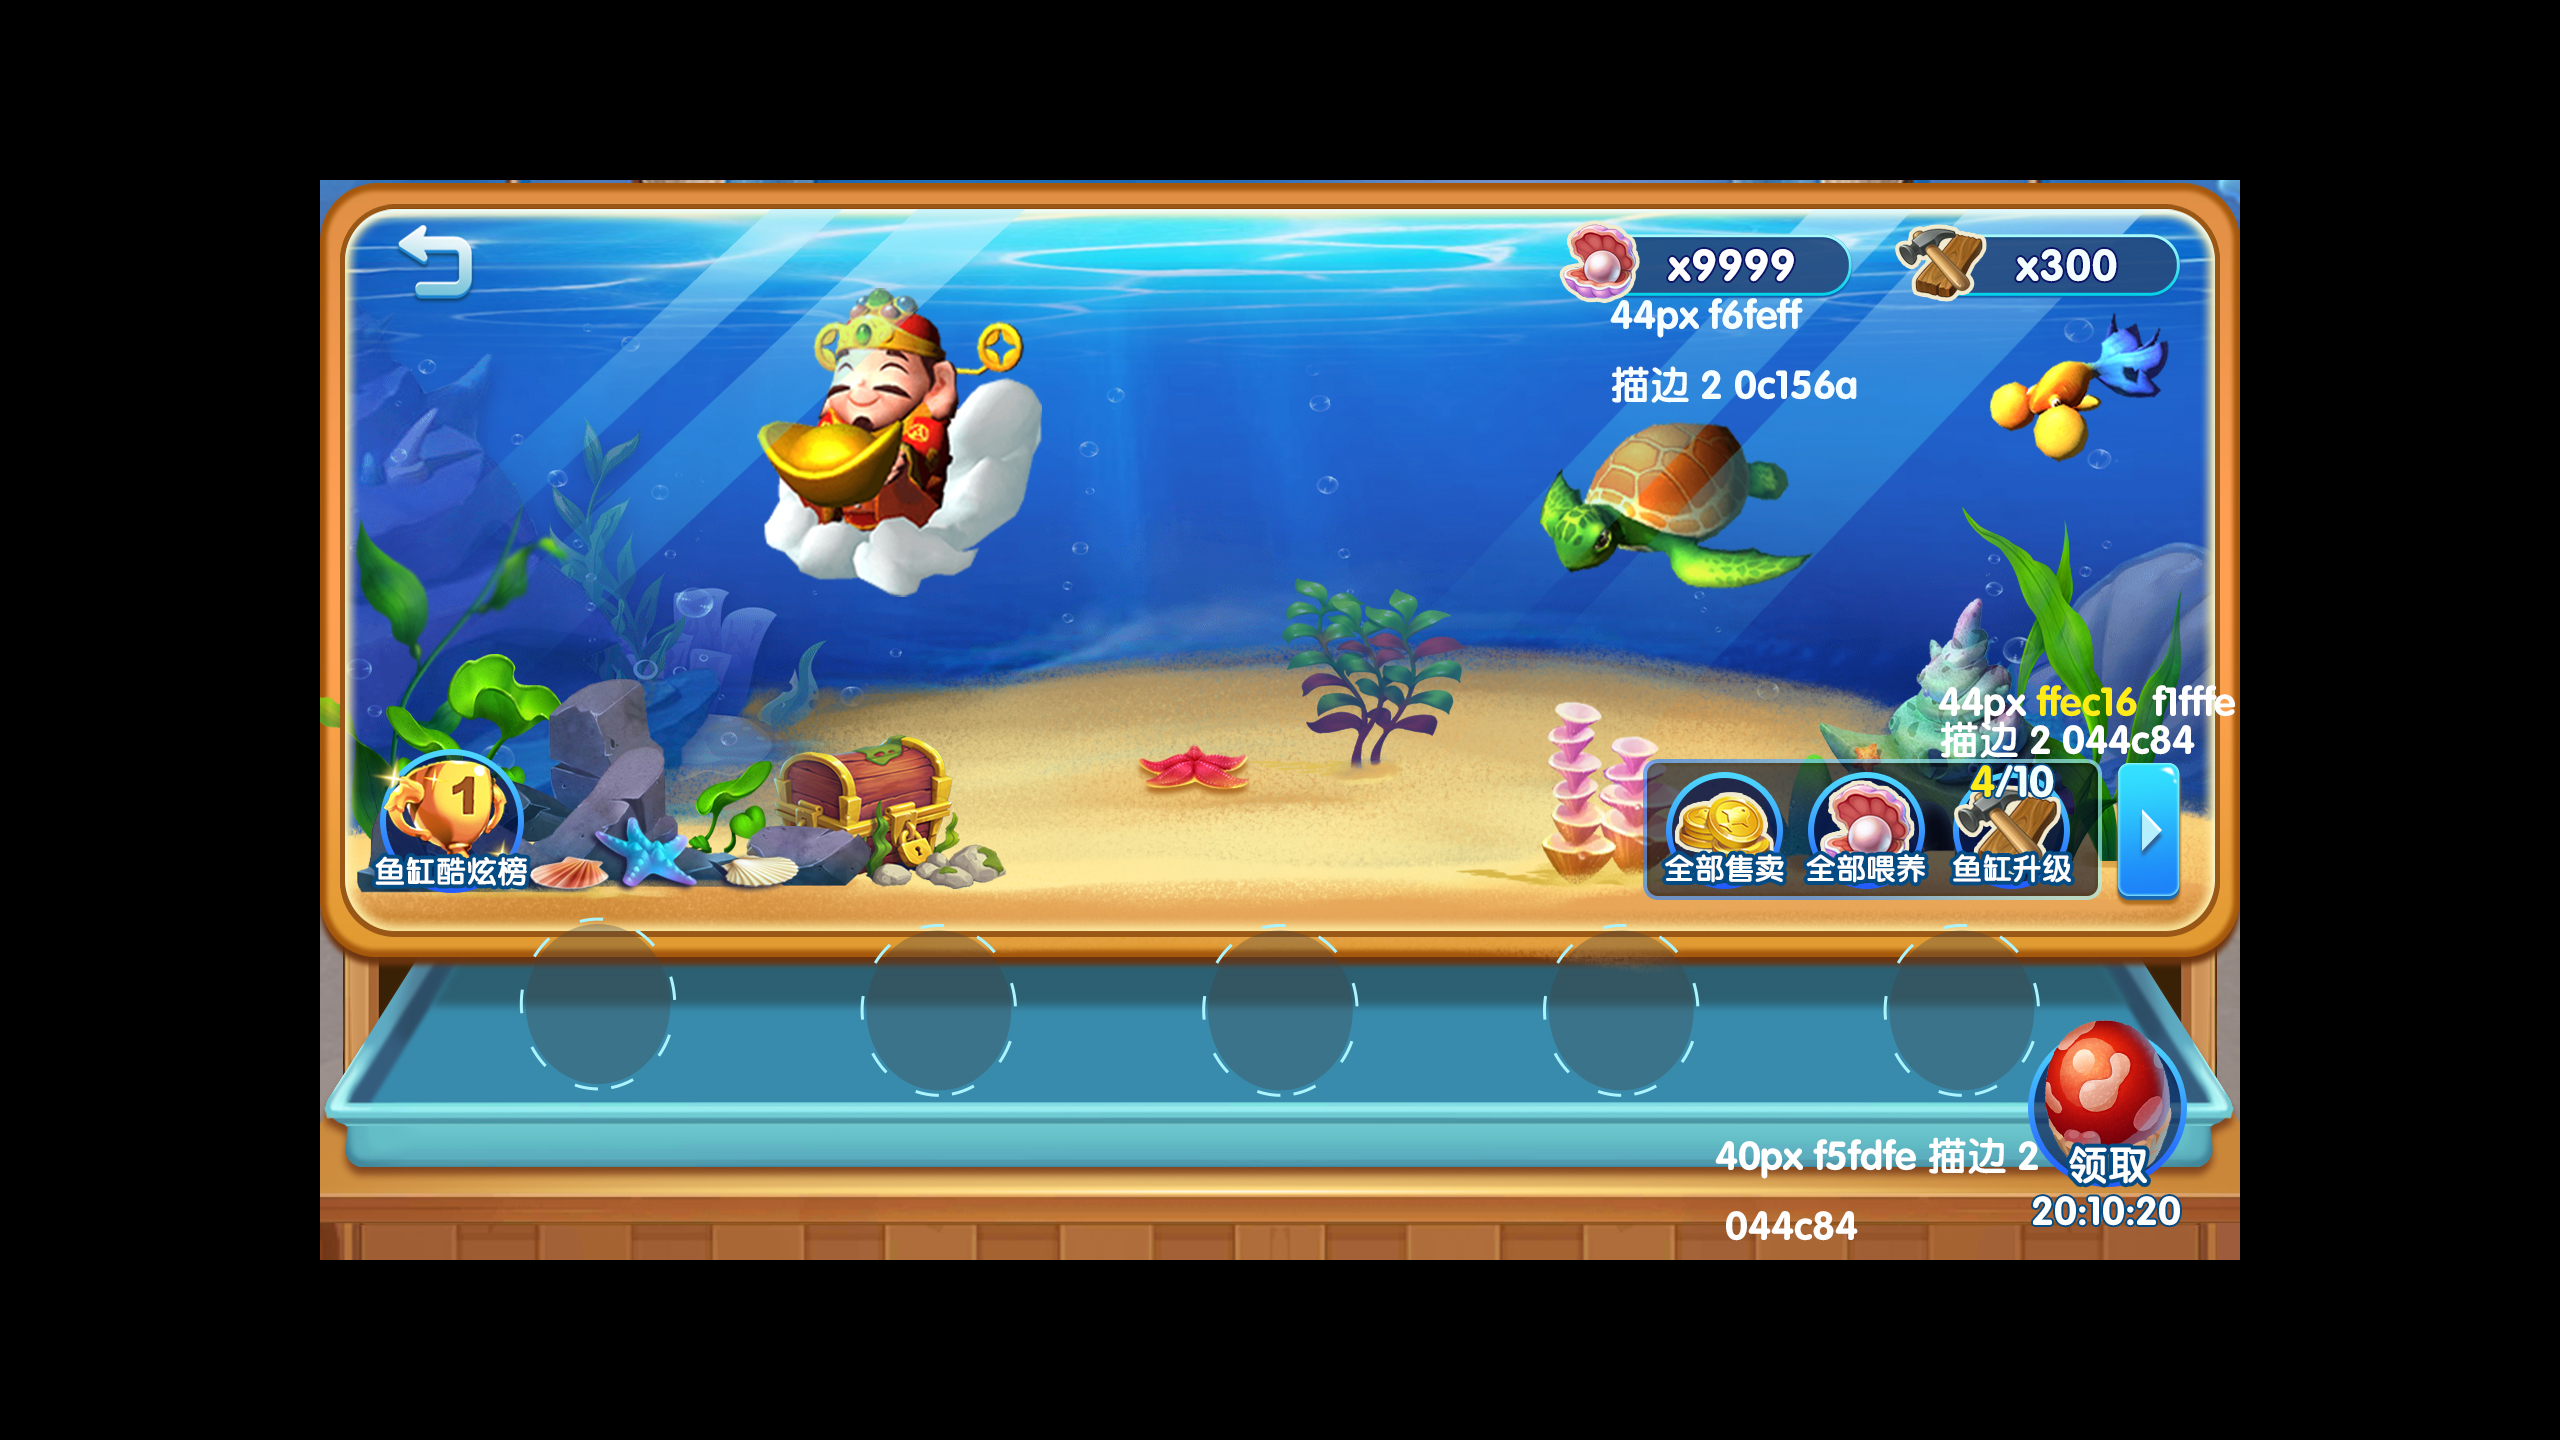 x9999
x300
44px f6feff
描边 2 0c156a
44px ffec16 f1fffe
描边 2 044c84
4/10
1
鱼缸酷炫榜
全部售卖
全部喂养
鱼缸升级
40px f5fdfe 描边 2
044c84
领取
20:10:20